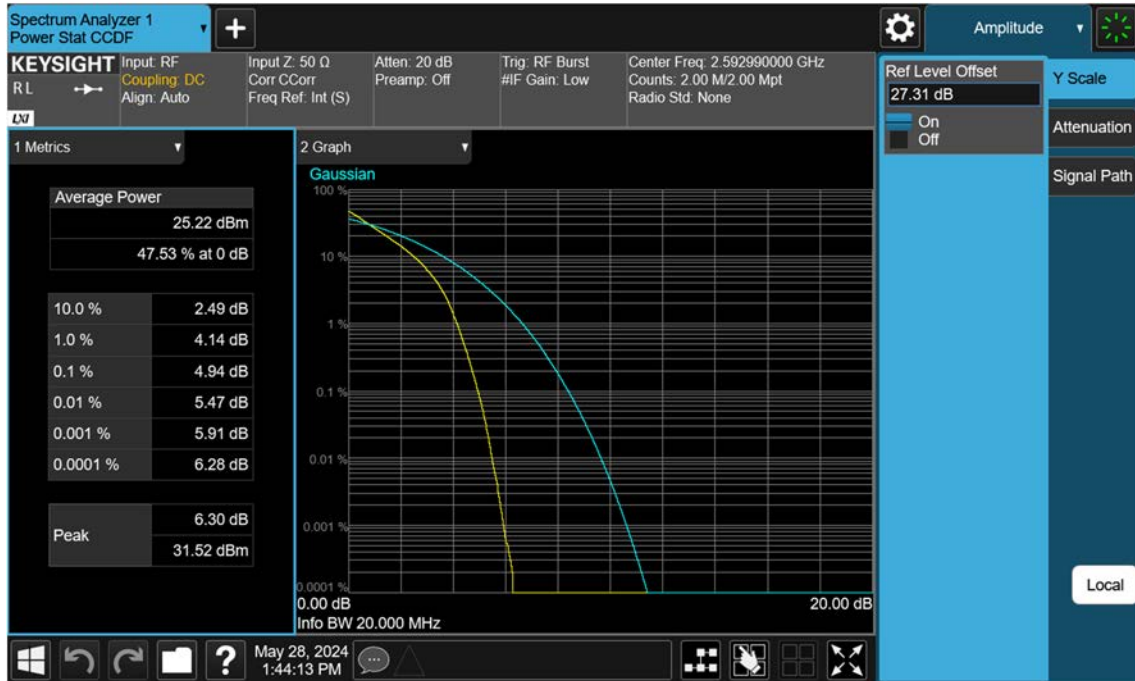 Spectrum Analyzer 1
Power Stat CCDF
+
Amplitude
KEYSIGHT
R L
LXI
Input: RF
Coupling: DC
Align: Auto
Input Z: 50 Ω
Corr CCorr
Freq Ref: Int (S)
Atten: 20 dB
Preamp: Off
Trig: RF Burst
#IF Gain: Low
Center Freq: 2.592990000 GHz
Counts: 2.00 M/2.00 Mpt
Radio Std: None
Ref Level Offset
27.31 dB
On
Off
Y Scale
Attenuation
Signal Path
1 Metrics
Average Power
25.22 dBm
47.53 % at 0 dB
10.0 % 2.49 dB
1.0 % 4.14 dB
0.1 % 4.94 dB
0.01 % 5.47 dB
0.001 % 5.91 dB
0.0001 % 6.28 dB
Peak
6.30 dB
31.52 dBm
2 Graph
Gaussian
100 %
10 %
1 %
0.1 %
0.01 %
0.001 %
0.0001 %
0.00 dB 20.00 dB
Info BW 20.000 MHz
Local
?
May 28, 2024
1:44:13 PM